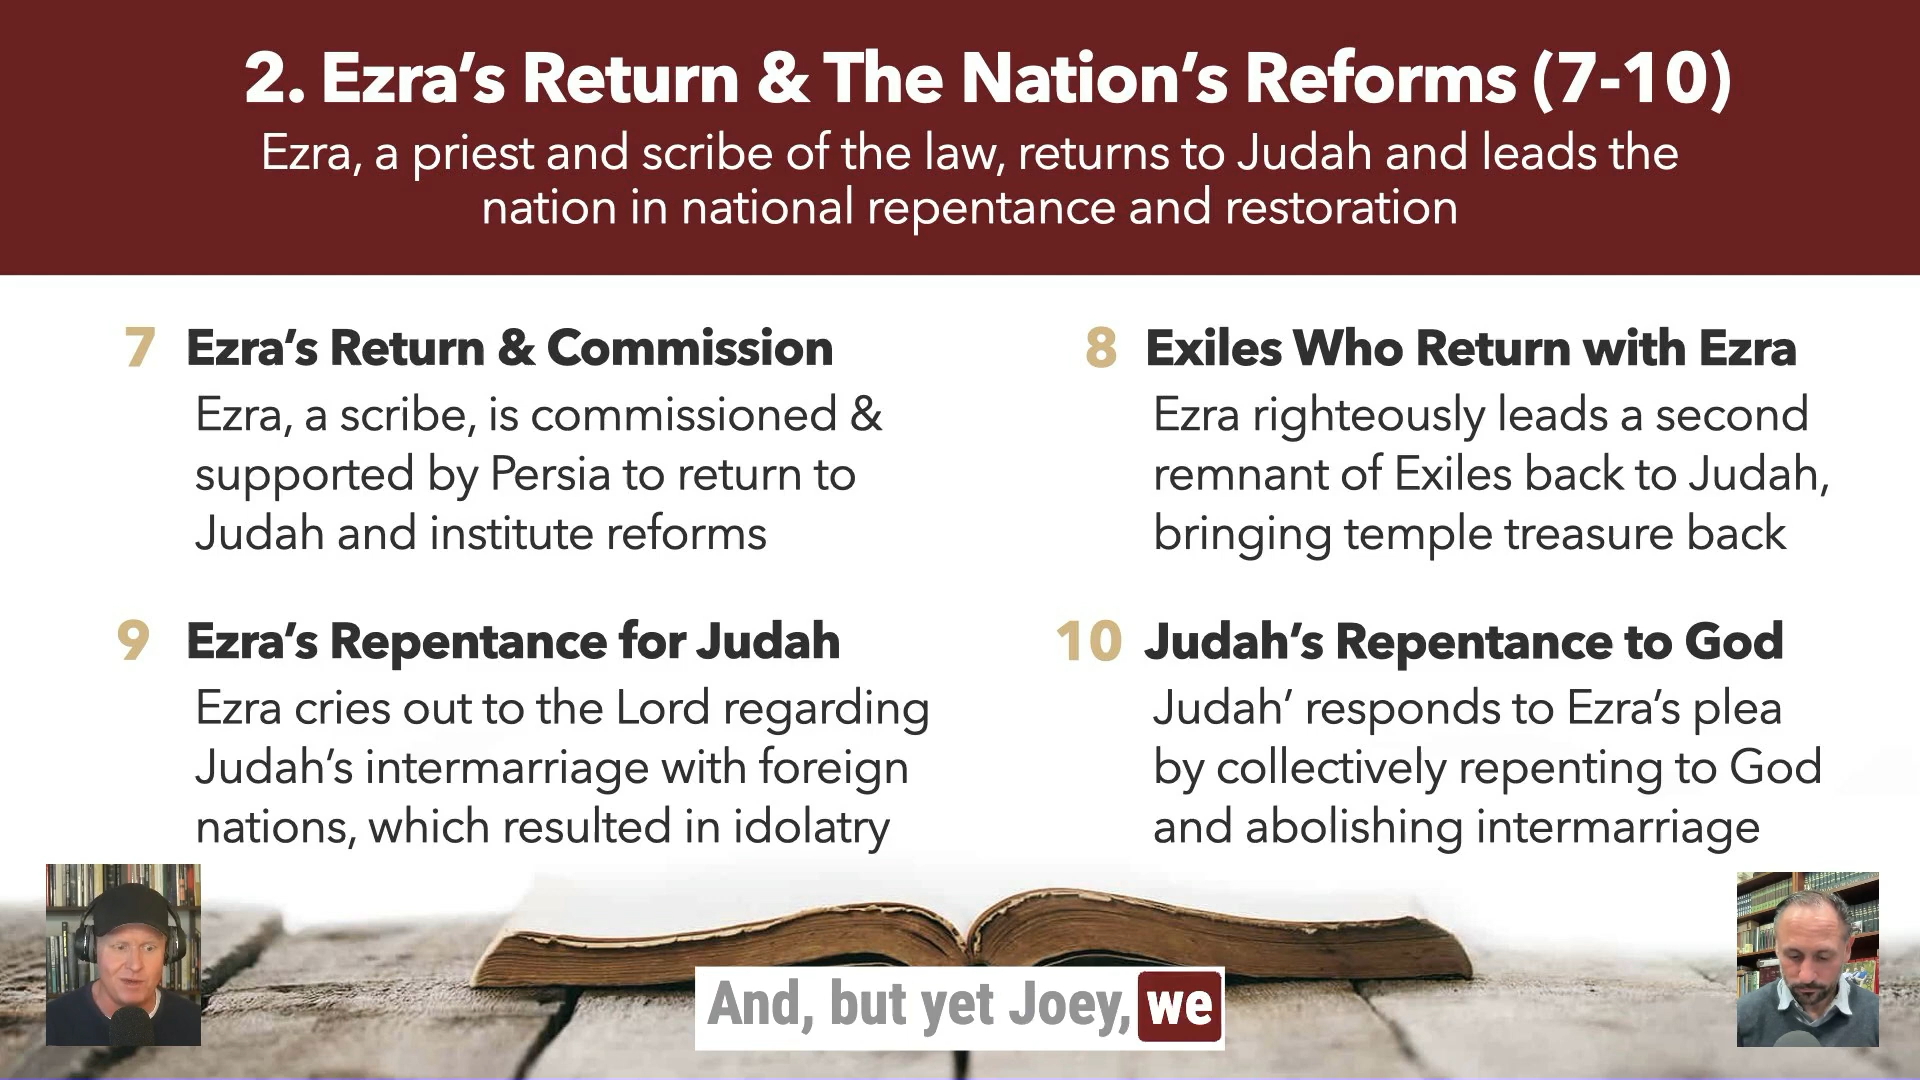 2. Ezra’s Return & The Nation’s Reforms (7-10)
Ezra, a priest and scribe of the law, returns to Judah and leads the
nation in national repentance and restoration
7 Ezra’s Return & Commission
Ezra, a scribe, is commissioned &
supported by Persia to return to
Judah and institute reforms
8 Exiles Who Return with Ezra
Ezra righteously leads a second
remnant of Exiles back to Judah,
bringing temple treasure back
9 Ezra’s Repentance for Judah
Ezra cries out to the Lord regarding
Judah’s intermarriage with foreign
nations, which resulted in idolatry
10 Judah’s Repentance to God
Judah’ responds to Ezra’s plea
by collectively repenting to God
and abolishing intermarriage
And, but yet Joey, we